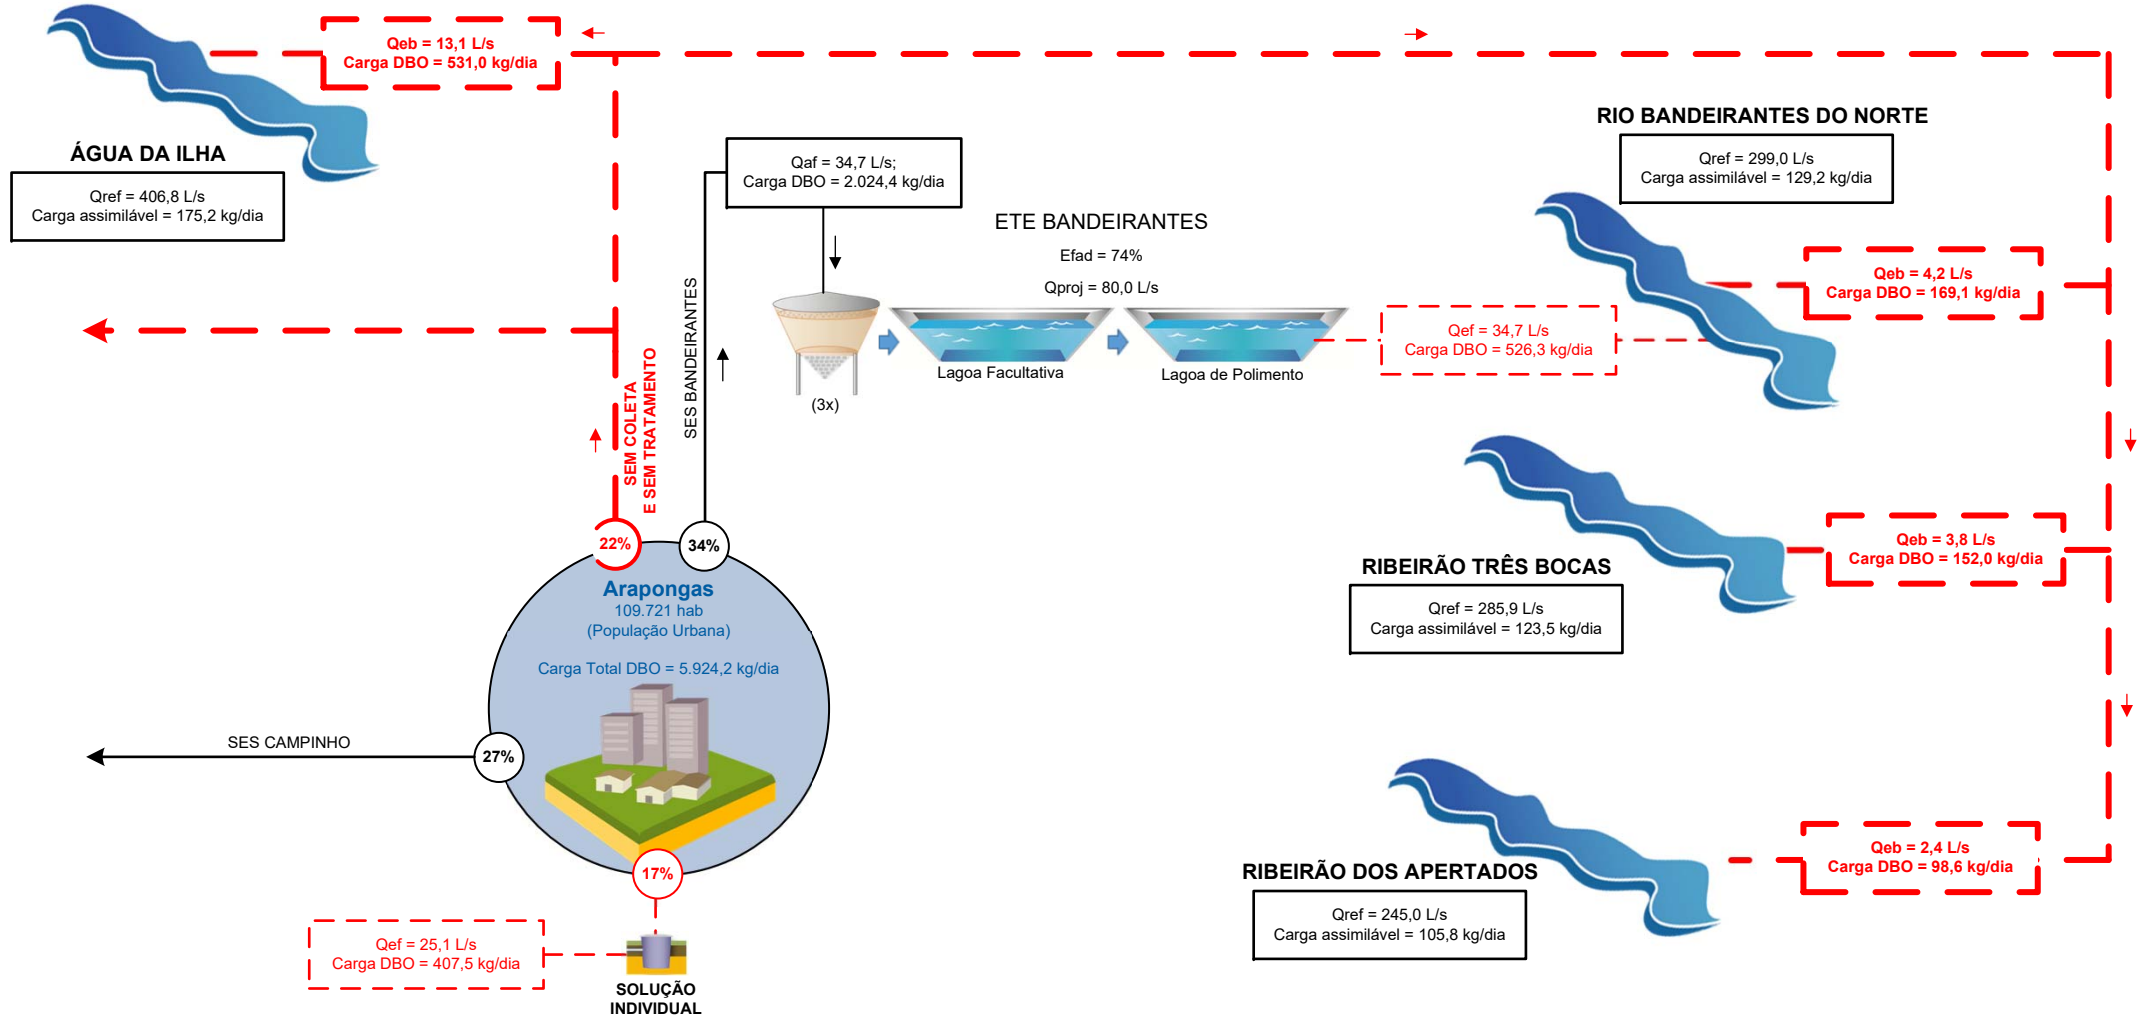 Qeb = 13,1 L/s
Carga DBO = 531,0 kg/dia
ÁGUA DA ILHA
Qref = 406,8 L/s
Carga assimilável = 175,2 kg/dia
Qaf = 34,7 L/s;
Carga DBO = 2.024,4 kg/dia
ETE BANDEIRANTES
Efad = 74%
Qproj = 80,0 L/s
(3x)
Lagoa Facultativa
Lagoa de Polimento
Qef = 34,7 L/s
Carga DBO = 526,3 kg/dia
RIO BANDEIRANTES DO NORTE
Qref = 299,0 L/s
Carga assimilável = 129,2 kg/dia
Qeb = 4,2 L/s
Carga DBO = 169,1 kg/dia
SEM COLETA
E SEM TRATAMENTO
SES BANDEIRANTES
22%
34%
Arapongas
109.721 hab
(População Urbana)
Carga Total DBO = 5.924,2 kg/dia
SES CAMPINHO
27%
17%
Qef = 25,1 L/s
Carga DBO = 407,5 kg/dia
SOLUÇÃO
INDIVIDUAL
RIBEIRÃO TRÊS BOCAS
Qref = 285,9 L/s
Carga assimilável = 123,5 kg/dia
Qeb = 3,8 L/s
Carga DBO = 152,0 kg/dia
RIBEIRÃO DOS APERTADOS
Qref = 245,0 L/s
Carga assimilável = 105,8 kg/dia
Qeb = 2,4 L/s
Carga DBO = 98,6 kg/dia